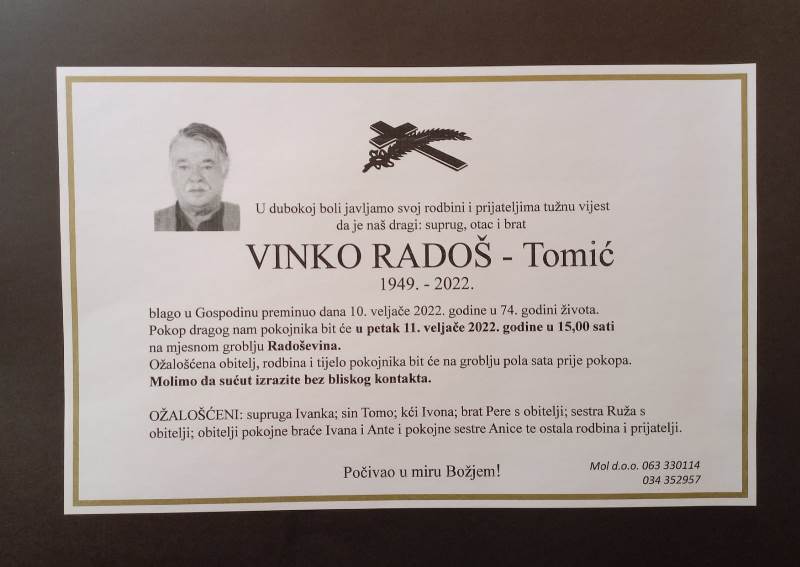 U dubokoj boli javljamo svoj rodbini i prijateljima tužnu vijest
da je naš dragi: suprug, otac i brat
VINKO RADOŠ - Tomić
1949. - 2022.
blago u Gospodinu preminuo dana 10. veljače 2022. godine u 74. godini života.
Pokop dragog nam pokojnika bit će u petak 11. veljače 2022. godine u 15,00 sati
na mjesnom groblju Radoševina.
Ožalošćena obitelj, rodbina i tijelo pokojnika bit će na groblju pola sata prije pokopa.
Molimo da sućut izrazite bez bliskog kontakta.
OŽALOŠĆENI: supruga Ivanka; sin Tomo; kći Ivona; brat Pere s obitelji; sestra Ruža s
obitelji; obitelji pokojne braće Ivana i Ante i pokojne sestre Anice te ostala rodbina i prijatelji.
Počivao u miru Božjem!
Mol d.o.o. 063 330114
034 352957